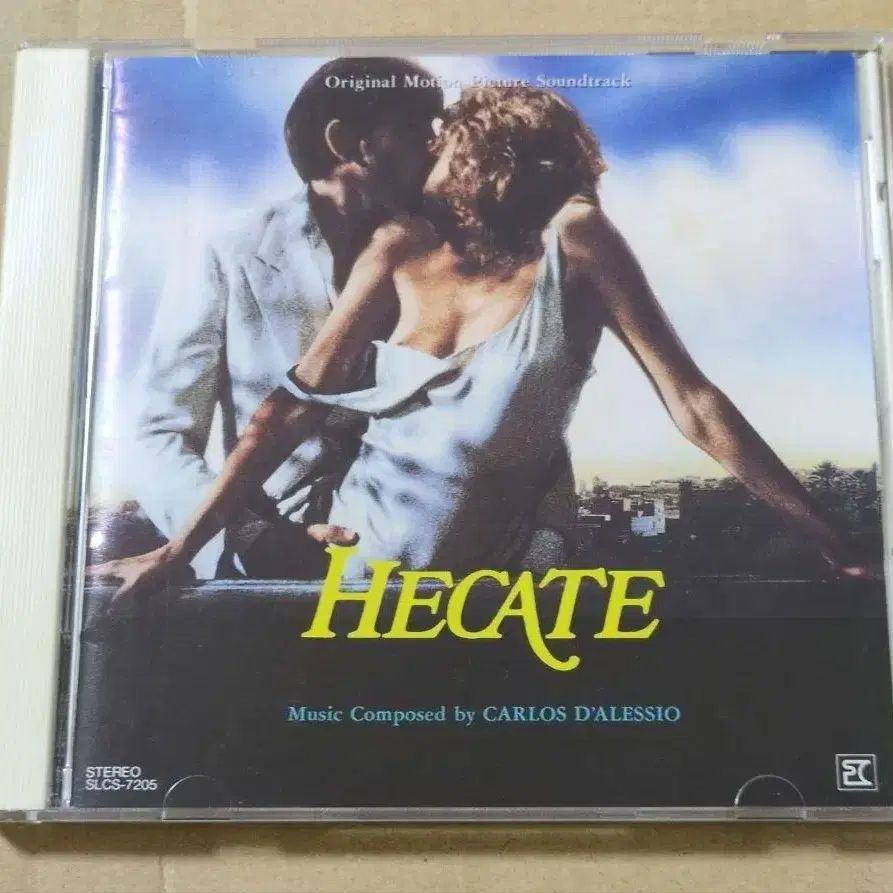 Original Motion Picture Soundtrack
HECATE
Music Composed by CARLOS D'ALESSIO
STEREO
SLCS-7205